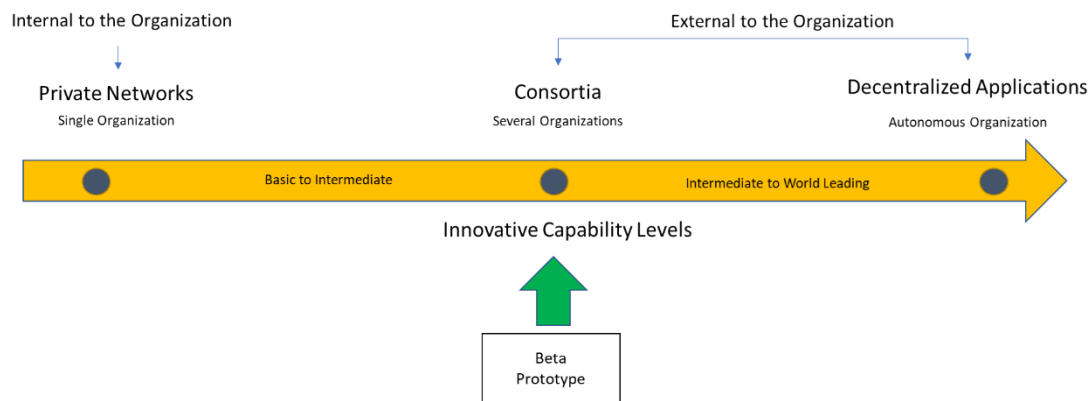 Internal to the Organization
External to the Organization
Private Networks
Single Organization
Consortia
Several Organizations
Decentralized Applications
Autonomous Organization
Basic to Intermediate
Intermediate to World Leading
Innovative Capability Levels
Beta
Prototype